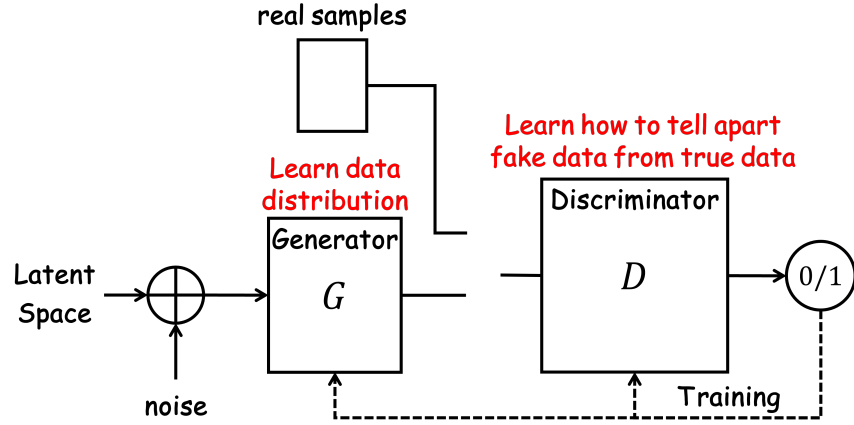 real samples
Learn how to tell apart
fake data from true data
Learn data
distribution
Discriminator
Generator
Latent
Space
G
D
0/1
Training
noise